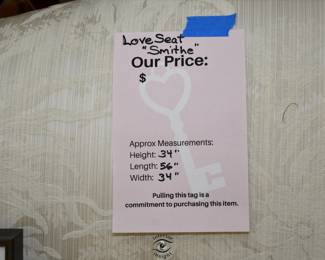 Love Seat
"Smithe"
Our Price:
$
Approx Measurements:
Height: 34"
Length: 56"
Width: 34"
Pulling this tag is a
commitment to purchasing this item.